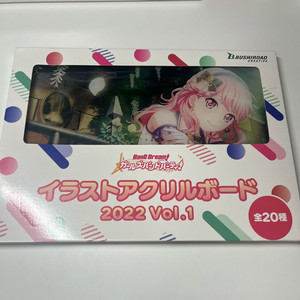 BUSHIROAD
CREATIVE
BanG Dream!
ガールズバンドパーティ!
イラストアクリルボード
2022 Vol.1
全20種